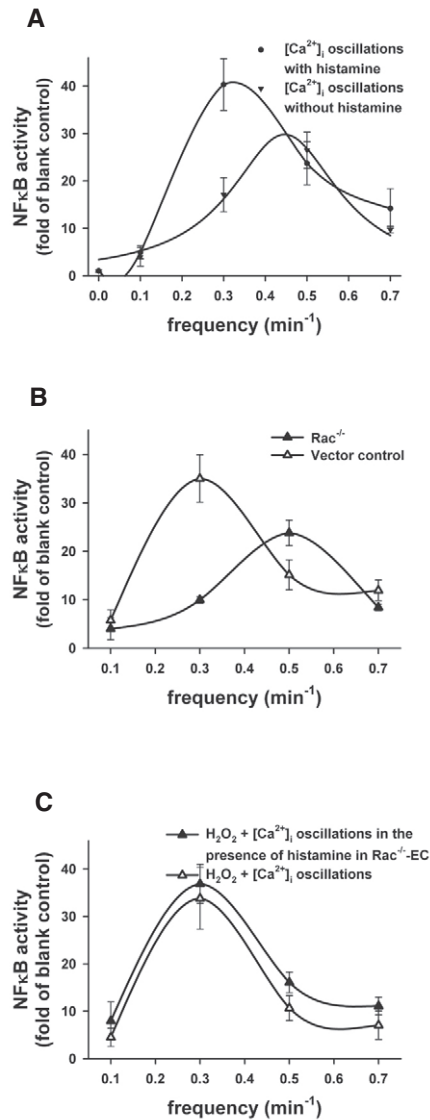 A
[Ca²⁺]ᵢ oscillations
with histamine
[Ca²⁺]ᵢ oscillations
without histamine
NFκB activity
(fold of blank control)
40
30
20
10
0
0.0 0.1 0.2 0.3 0.4 0.5 0.6 0.7
frequency (min⁻¹)
B
Rac⁻/⁻
Vector control
NFκB activity
(fold of blank control)
40
30
20
10
0
0.1 0.2 0.3 0.4 0.5 0.6 0.7
frequency (min⁻¹)
C
H₂O₂ + [Ca²⁺]ᵢ oscillations in the
presence of histamine in Rac⁻/⁻-EC
H₂O₂ + [Ca²⁺]ᵢ oscillations
NFκB activity
(fold of blank control)
40
30
20
10
0
0.1 0.2 0.3 0.4 0.5 0.6 0.7
frequency (min⁻¹)